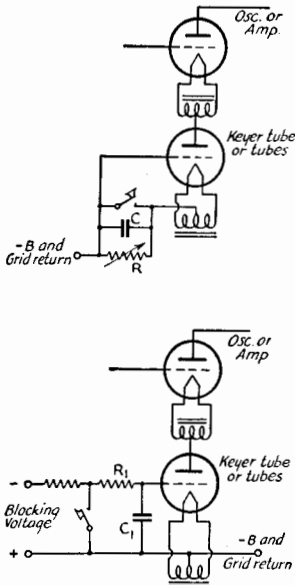 Osc. or
Amp.
Keyer tube
or tubes
C
R
-B and
Grid return
Osc. or
Amp
Keyer tube
or tubes
-
R1
Blocking
Voltage
C1
+
-B and
Grid return